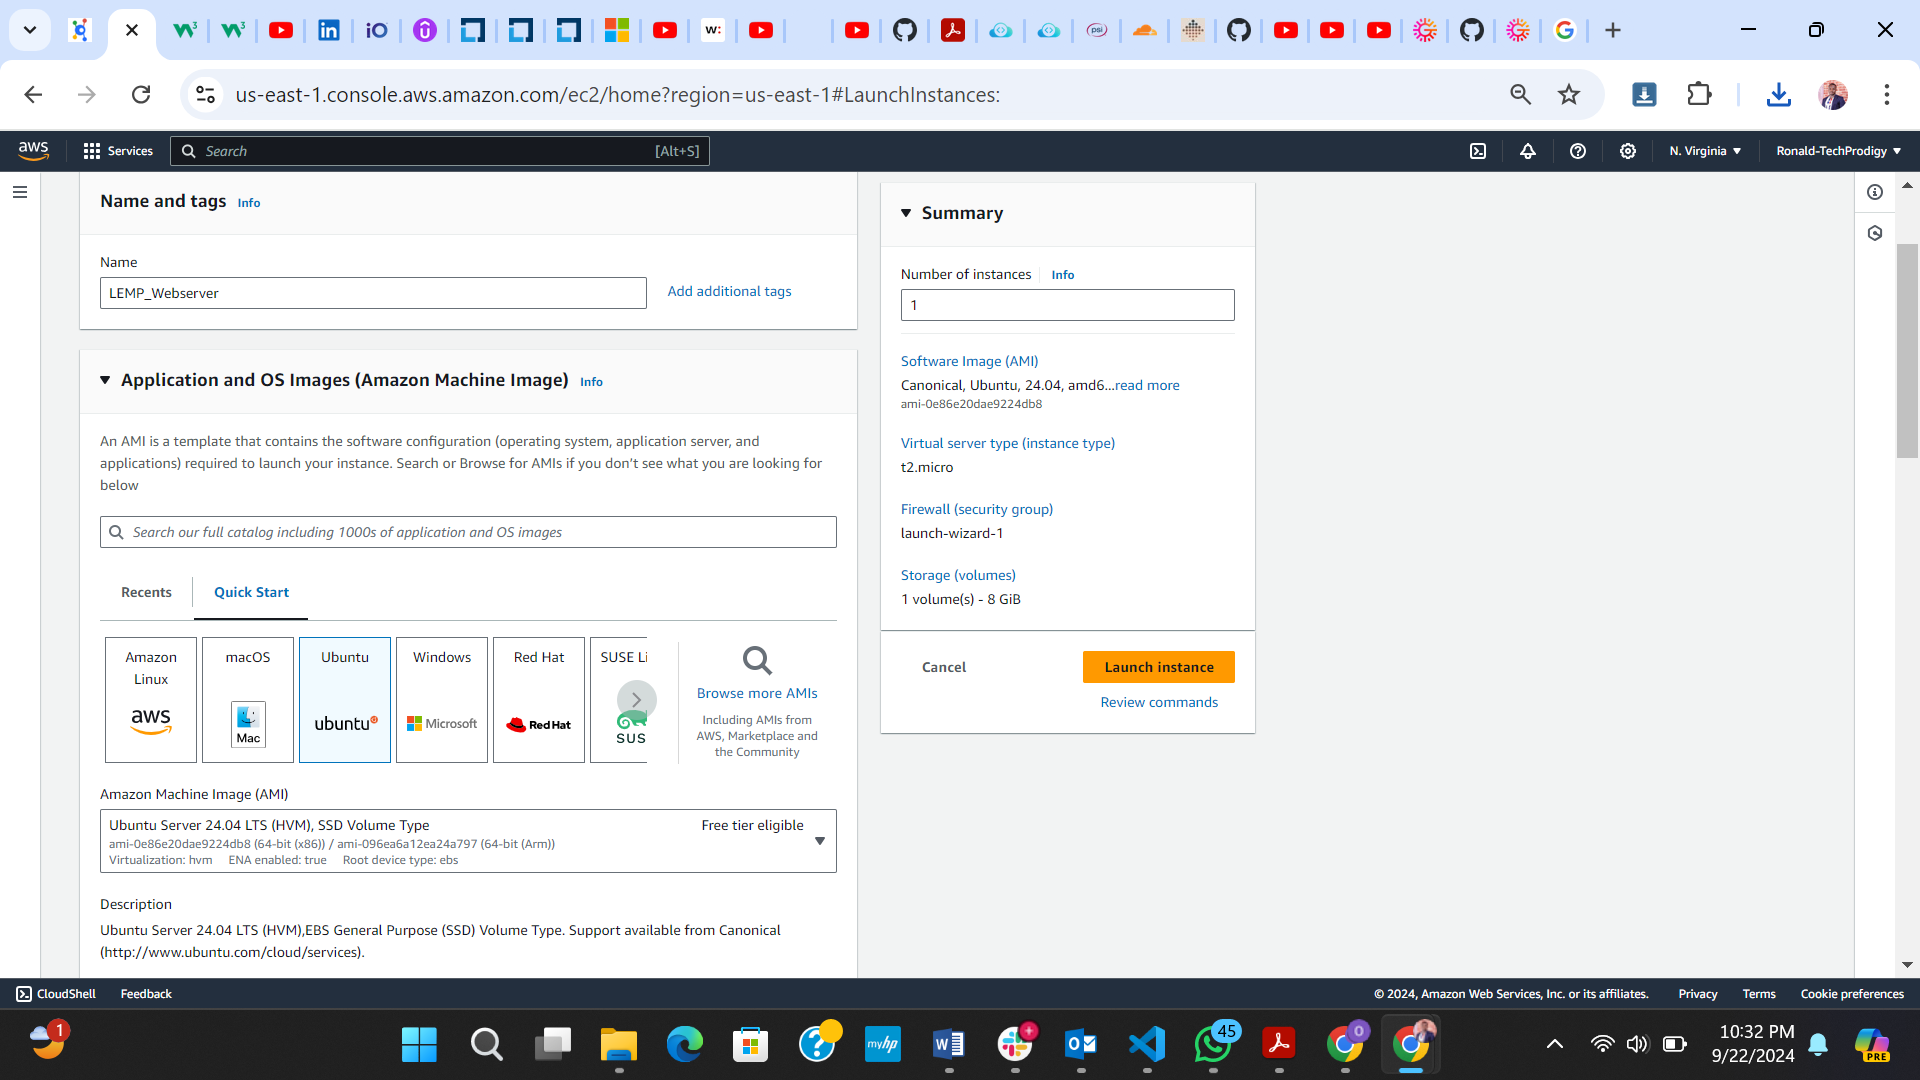 us-east-1.console.aws.amazon.com/ec2/home?region=us-east-1#LaunchInstances:
aws
Services
Search
[Alt+S]
N. Virginia
Ronald-TechProdigy
Name and tags Info
Name
LEMP_Webserver
Add additional tags
Application and OS Images (Amazon Machine Image) Info
An AMI is a template that contains the software configuration (operating system, application server, and
applications) required to launch your instance. Search or Browse for AMIs if you don’t see what you are looking for
below
Search our full catalog including 1000s of application and OS images
Recents
Quick Start
Amazon
Linux
aws
macOS
Mac
Ubuntu
ubuntu
Windows
Microsoft
Red Hat
Red Hat
SUSE Li
SUS
Browse more AMIs
Including AMIs from
AWS, Marketplace and
the Community
Amazon Machine Image (AMI)
Ubuntu Server 24.04 LTS (HVM), SSD Volume Type
Free tier eligible
ami-0e86e20dae9224db8 (64-bit (x86)) / ami-096ea6a12ea24a797 (64-bit (Arm))
Virtualization: hvm ENA enabled: true Root device type: ebs
Description
Ubuntu Server 24.04 LTS (HVM),EBS General Purpose (SSD) Volume Type. Support available from Canonical
(http://www.ubuntu.com/cloud/services).
Summary
Number of instances Info
1
Software Image (AMI)
Canonical, Ubuntu, 24.04, amd6...read more
ami-0e86e20dae9224db8
Virtual server type (instance type)
t2.micro
Firewall (security group)
launch-wizard-1
Storage (volumes)
1 volume(s) - 8 GiB
Cancel
Launch instance
Review commands
CloudShell
Feedback
© 2024, Amazon Web Services, Inc. or its affiliates.
Privacy
Terms
Cookie preferences
1
myhp
45
0
10:32 PM
9/22/2024
PRE